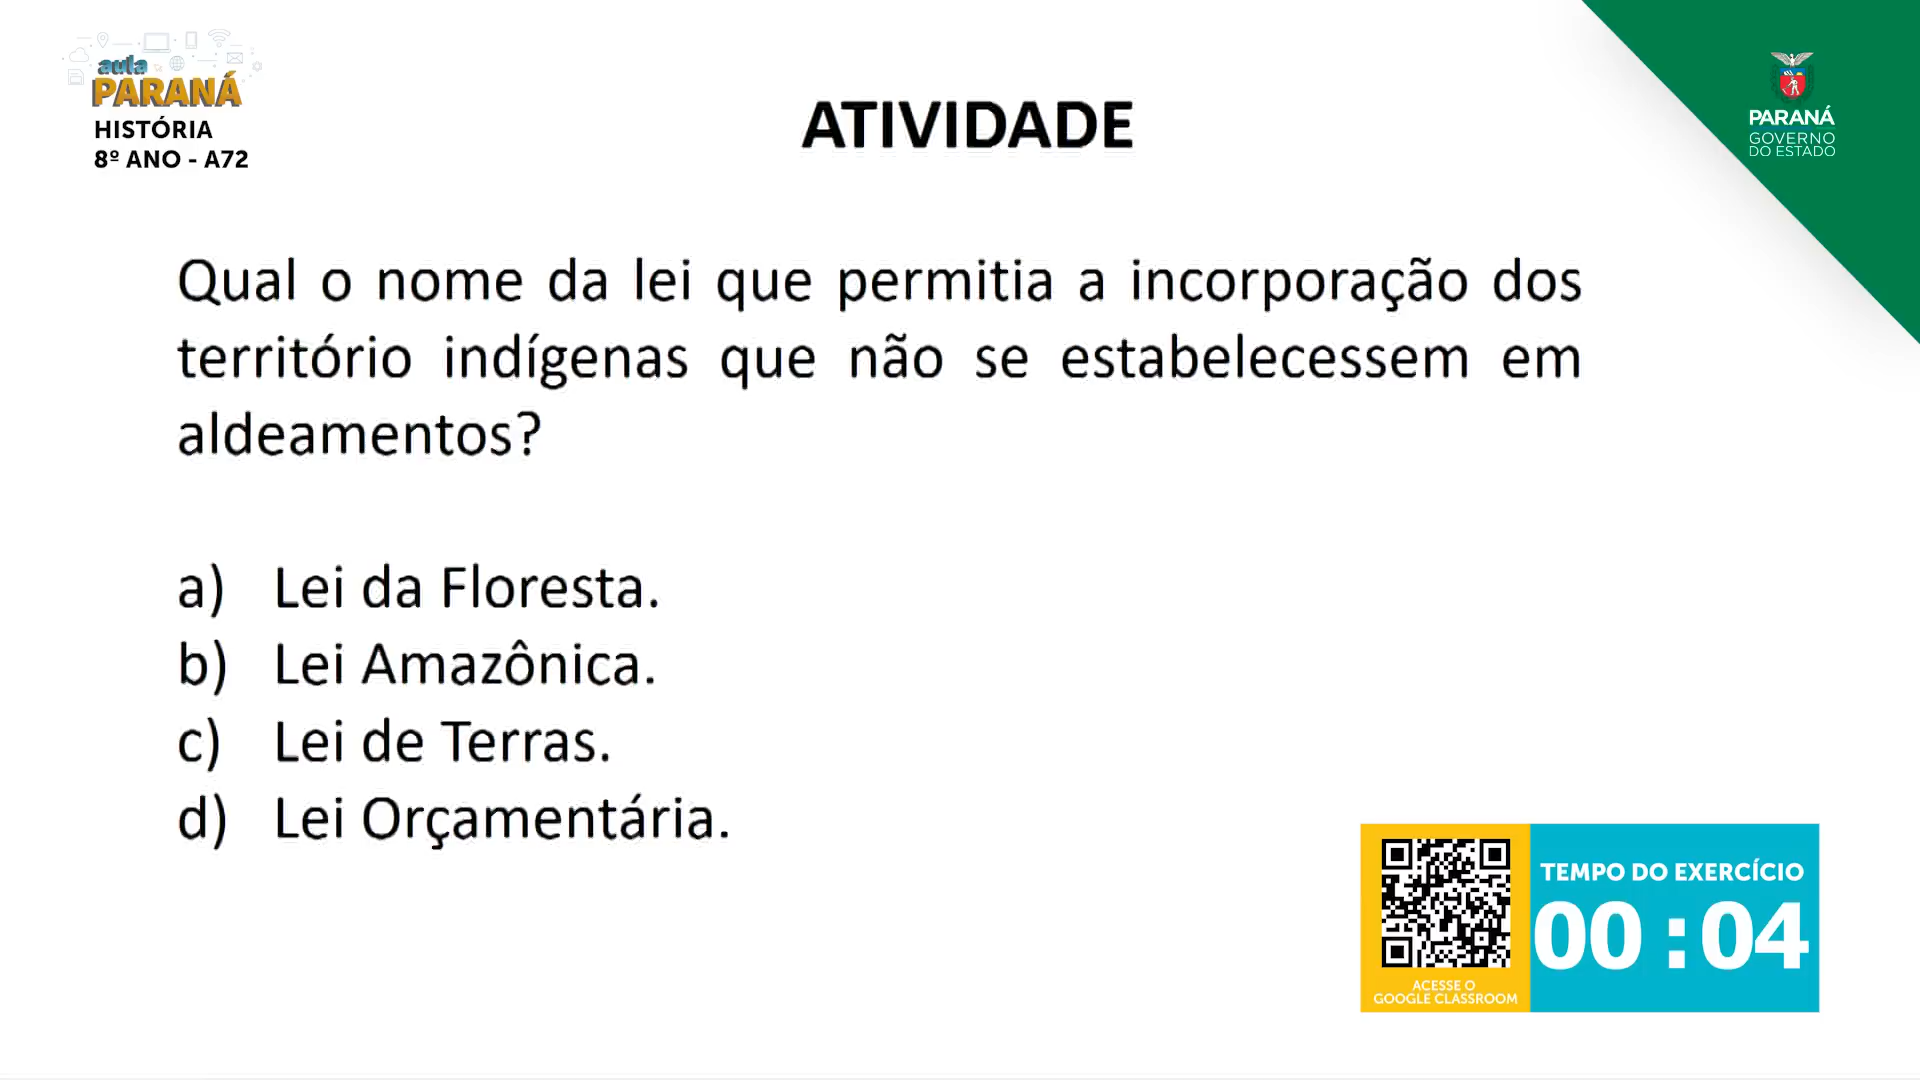 aula
PARANÁ
HISTÓRIA
8º ANO - A72
ATIVIDADE
PARANÁ
GOVERNO
DO ESTADO
Qual o nome da lei que permitia a incorporação dos
território indígenas que não se estabelecessem em
aldeamentos?
a) Lei da Floresta.
b) Lei Amazônica.
c) Lei de Terras.
d) Lei Orçamentária.
TEMPO DO EXERCÍCIO
00:04
ACESSE O
GOOGLE CLASSROOM